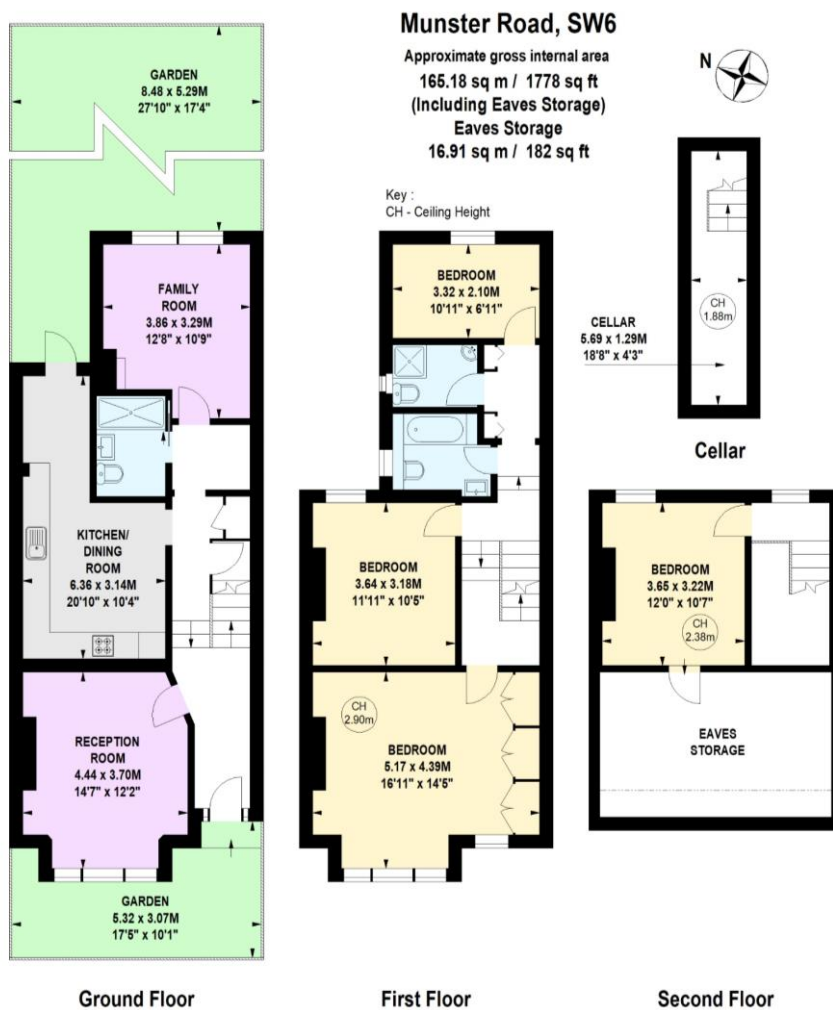 Munster Road, SW6
Approximate gross internal area
165.18 sq m / 1778 sq ft
(Including Eaves Storage)
Eaves Storage
16.91 sq m / 182 sq ft
N
Key :
CH - Ceiling Height
GARDEN
8.48 x 5.29M
27'10" x 17'4"
FAMILY
ROOM
3.86 x 3.29M
12'8" x 10'9"
KITCHEN/
DINING
ROOM
6.36 x 3.14M
20'10" x 10'4"
RECEPTION
ROOM
4.44 x 3.70M
14'7" x 12'2"
GARDEN
5.32 x 3.07M
17'5" x 10'1"
Ground Floor
BEDROOM
3.32 x 2.10M
10'11" x 6'11"
BEDROOM
3.64 x 3.18M
11'11" x 10'5"
CH
2.90m
BEDROOM
5.17 x 4.39M
16'11" x 14'5"
First Floor
CH
1.88m
CELLAR
5.69 x 1.29M
18'8" x 4'3"
Cellar
BEDROOM
3.65 x 3.22M
12'0" x 10'7"
CH
2.38m
EAVES
STORAGE
Second Floor